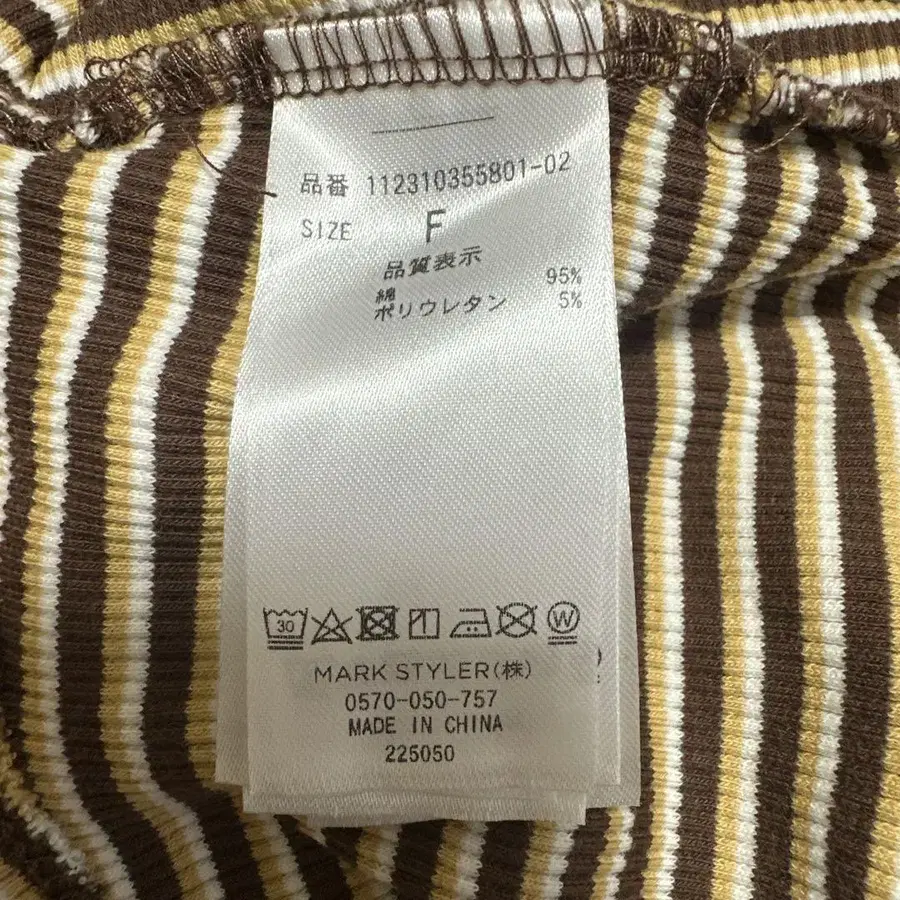 品番 112310355801-02
SIZE F
品質表示
綿 95%
ポリウレタン 5%
30 W
MARK STYLER(株)
0570-050-757
MADE IN CHINA
225050